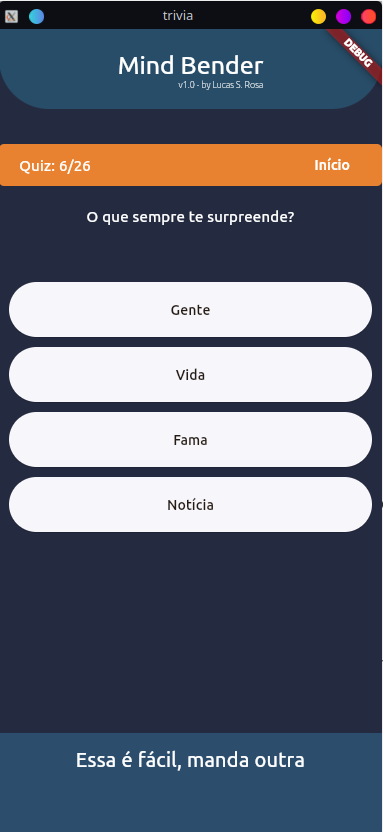 trivia
DEBUG
Mind Bender
v1.0 - by Lucas S. Rosa
Quiz: 6/26 Início
O que sempre te surpreende?
Gente
Vida
Fama
Notícia
Essa é fácil, manda outra